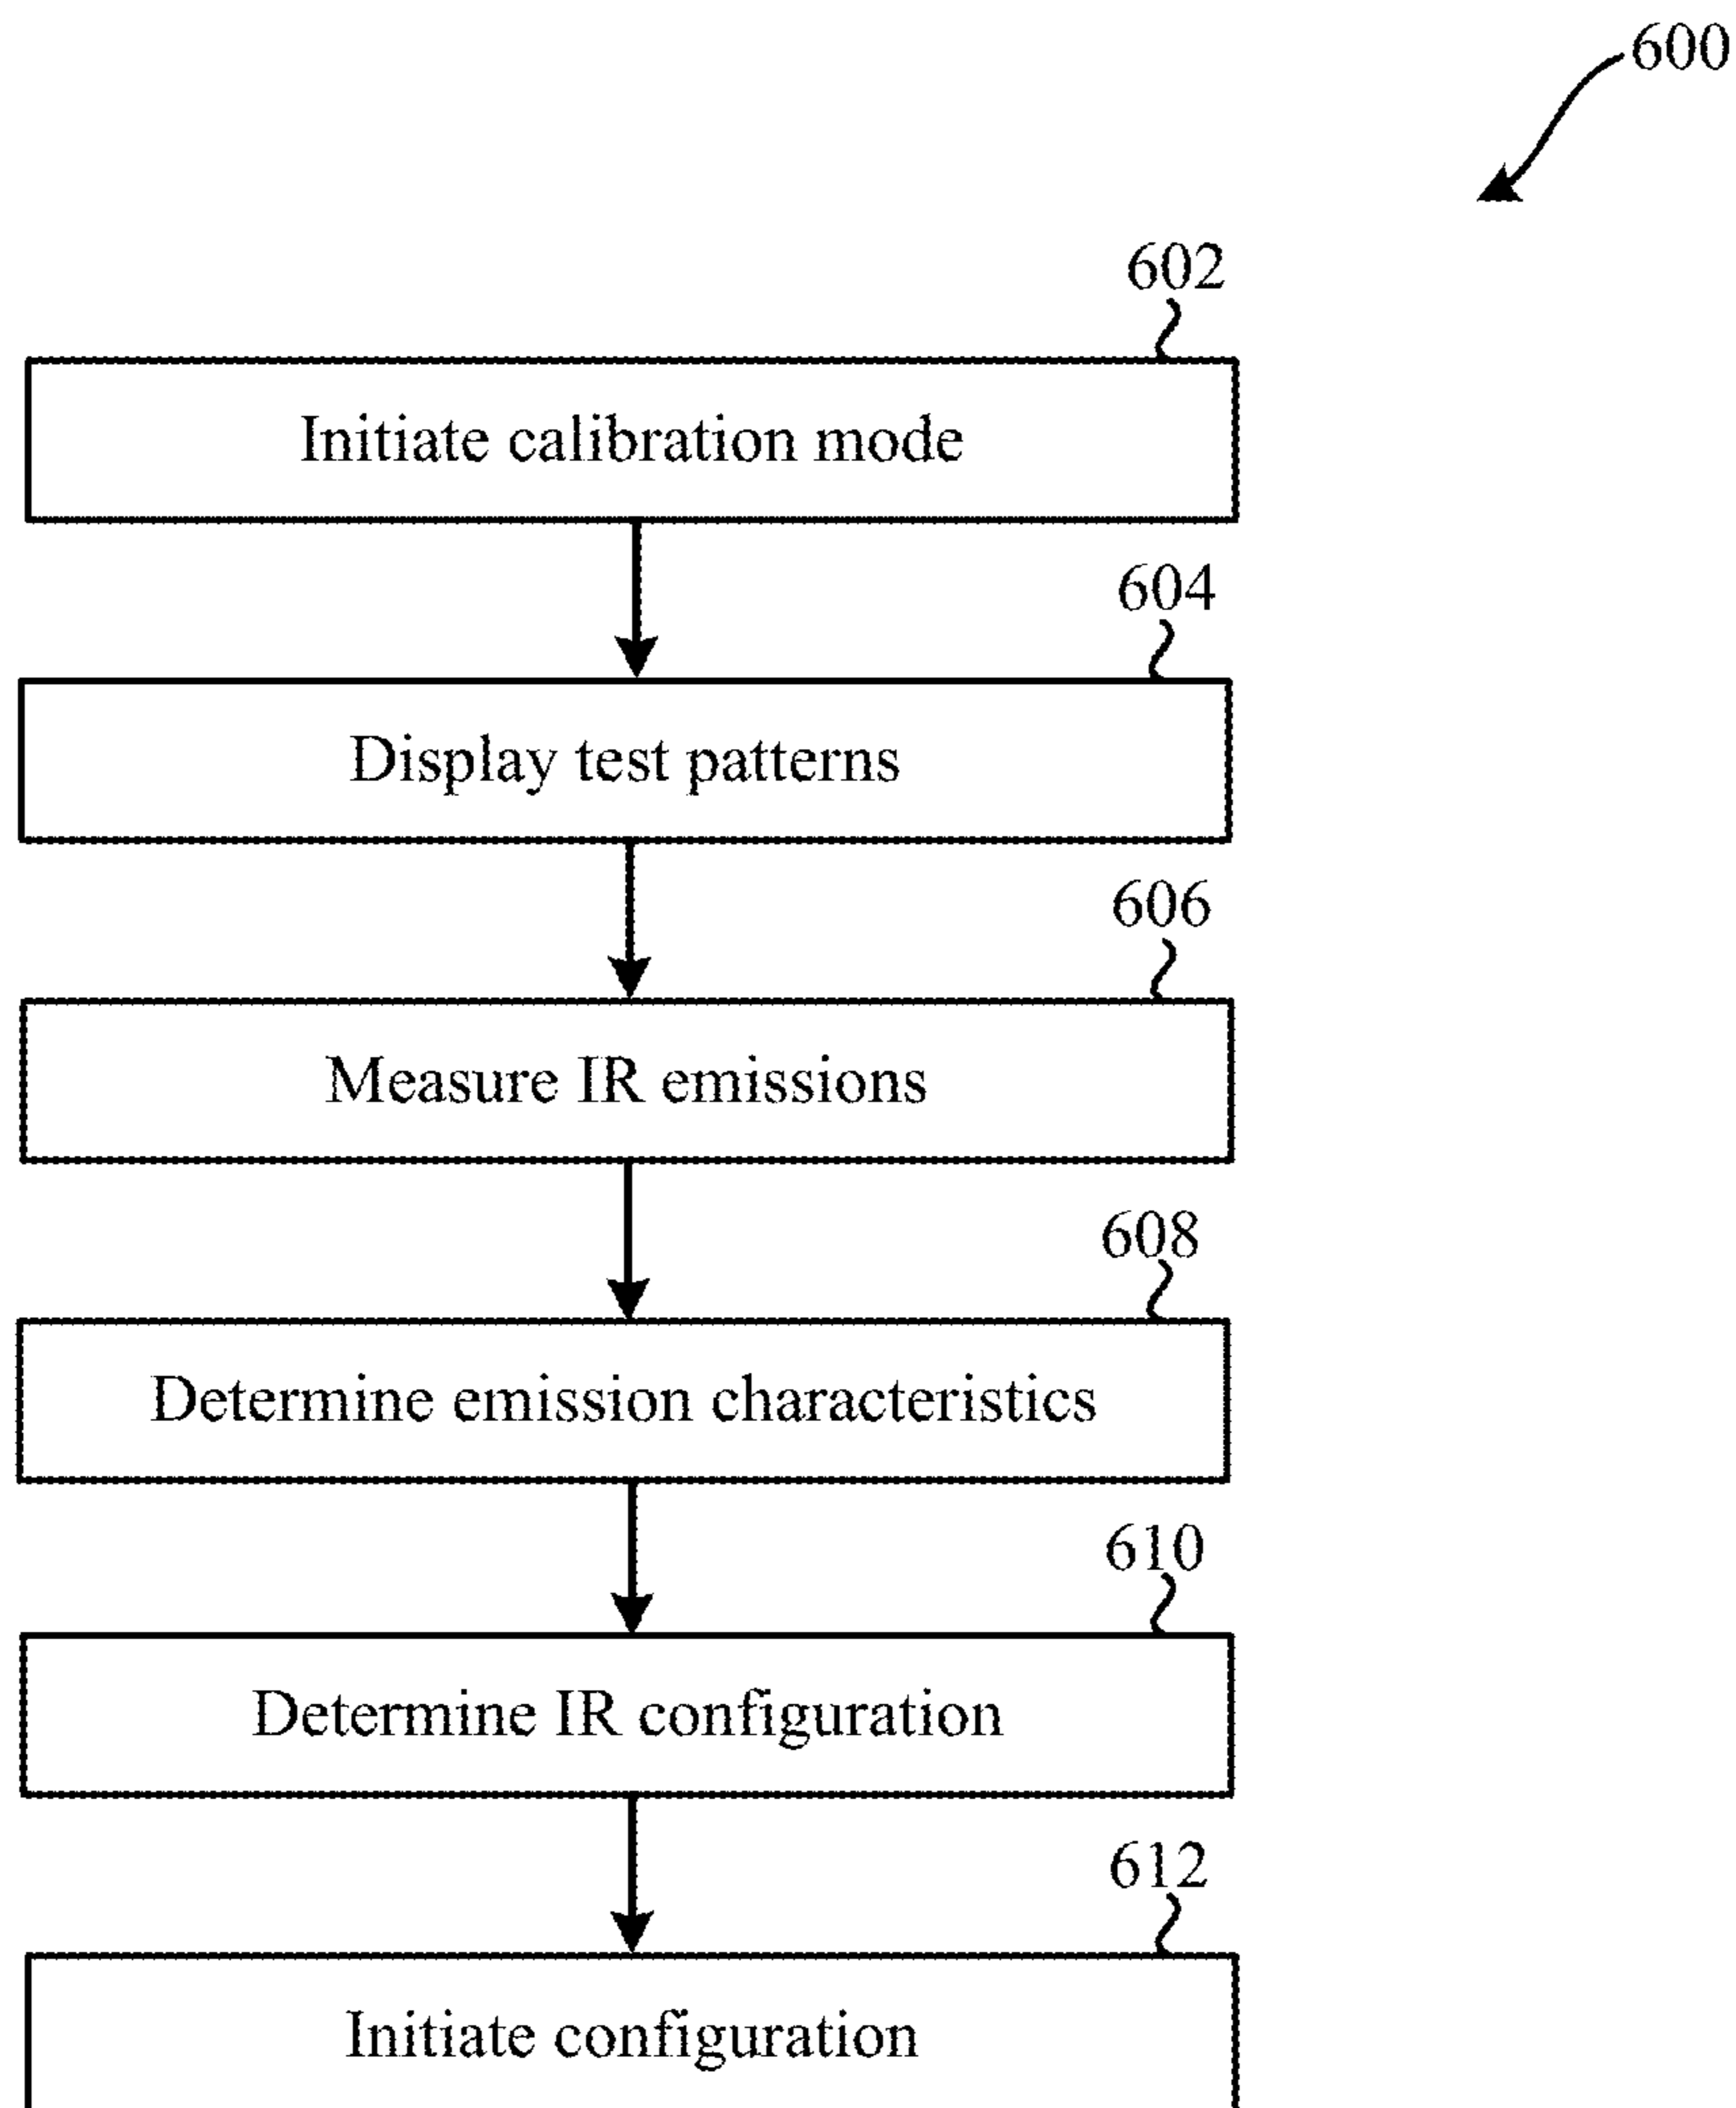 600
602
Initiate calibration mode
604
Display test patterns
606
Measure IR emissions
608
Determine emission characteristics
610
Determine IR configuration
612
Initiate configuration